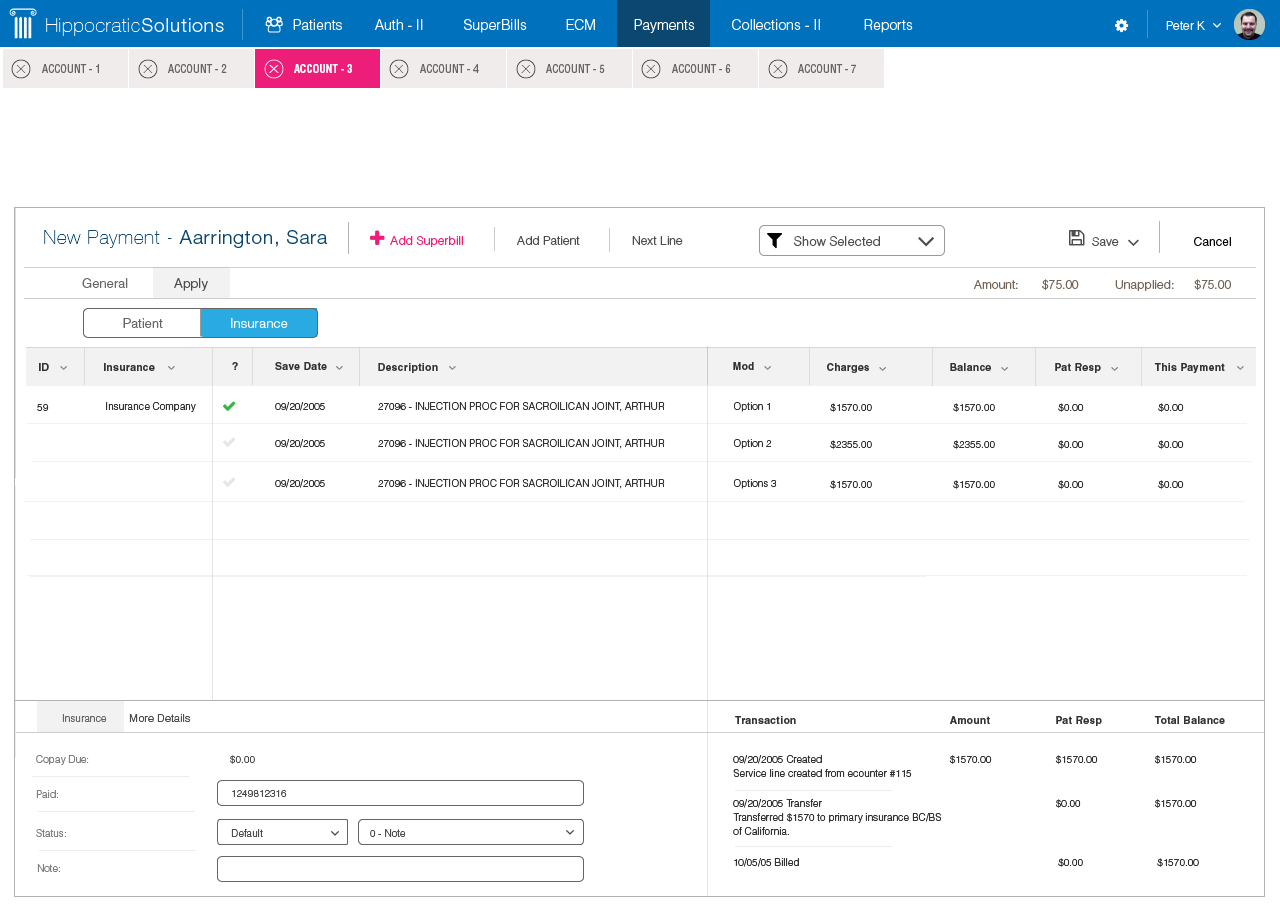 HippocraticSolutions Patients Auth - II SuperBills ECM Payments Collections - II Reports Peter K
ACCOUNT - 1 ACCOUNT - 2 ACCOUNT - 3 ACCOUNT - 4 ACCOUNT - 5 ACCOUNT - 6 ACCOUNT - 7
New Payment - Aarrington, Sara Add Superbill Add Patient Next Line Show Selected Save Cancel
General Apply Amount: $75.00 Unapplied: $75.00
Patient Insurance
ID Insurance ? Save Date Description Mod Charges Balance Pat Resp This Payment
59 Insurance Company 09/20/2005 27096 - INJECTION PROC FOR SACROILICAN JOINT, ARTHUR Option 1 $1570.00 $1570.00 $0.00 $0.00
09/20/2005 27096 - INJECTION PROC FOR SACROILICAN JOINT, ARTHUR Option 2 $2355.00 $2355.00 $0.00 $0.00
09/20/2005 27096 - INJECTION PROC FOR SACROILICAN JOINT, ARTHUR Options 3 $1570.00 $1570.00 $0.00 $0.00
Insurance More Details
Copay Due: $0.00
Paid: 1249812316
Status: Default 0 - Note
Note:
Transaction Amount Pat Resp Total Balance
09/20/2005 Created $1570.00 $1570.00 $1570.00
Service line created from ecounter #115
09/20/2005 Transfer $0.00 $1570.00
Transferred $1570 to primary insurance BC/BS
of California.
10/05/05 Billed $0.00 $1570.00